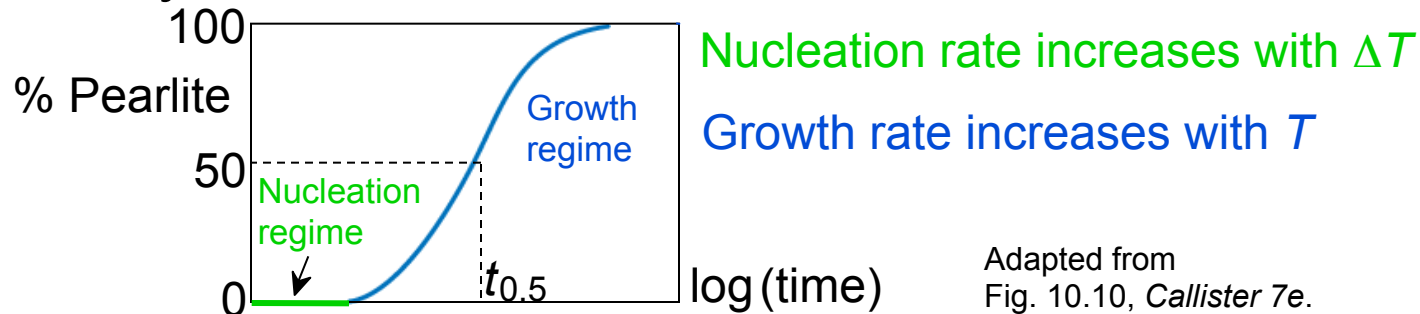 100
% Pearlite
50
0
Nucleation
regime
Growth
regime
t0.5
log (time)
Nucleation rate increases with ΔT
Growth rate increases with T
Adapted from
Fig. 10.10, Callister 7e.